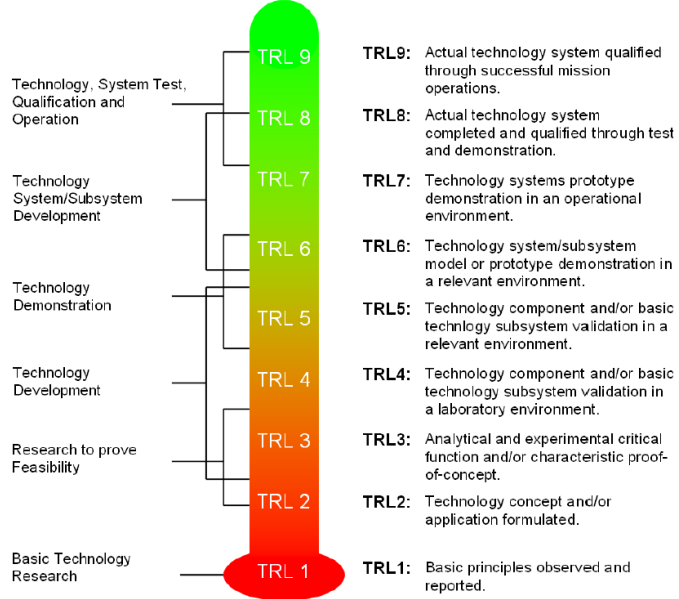 Technology, System Test,
Qualification and
Operation
Technology
System/Subsystem
Development
Technology
Demonstration
Technology
Development
Research to prove
Feasibility
Basic Technology
Research
TRL 9
TRL 8
TRL 7
TRL 6
TRL 5
TRL 4
TRL 3
TRL 2
TRL 1
TRL9: Actual technology system qualified
through successful mission
operations.
TRL8: Actual technology system
completed and qualified through test
and demonstration.
TRL7: Technology systems prototype
demonstration in an operational
environment.
TRL6: Technology system/subsystem
model or prototype demonstration in
a relevant environment.
TRL5: Technology component and/or basic
technlogy subsystem validation in a
relevant environment.
TRL4: Technology component and/or basic
technology subsystem validation in
a laboratory environment.
TRL3: Analytical and experimental critical
function and/or characteristic proof-
of-concept.
TRL2: Technology concept and/or
application formulated.
TRL1: Basic principles observed and
reported.